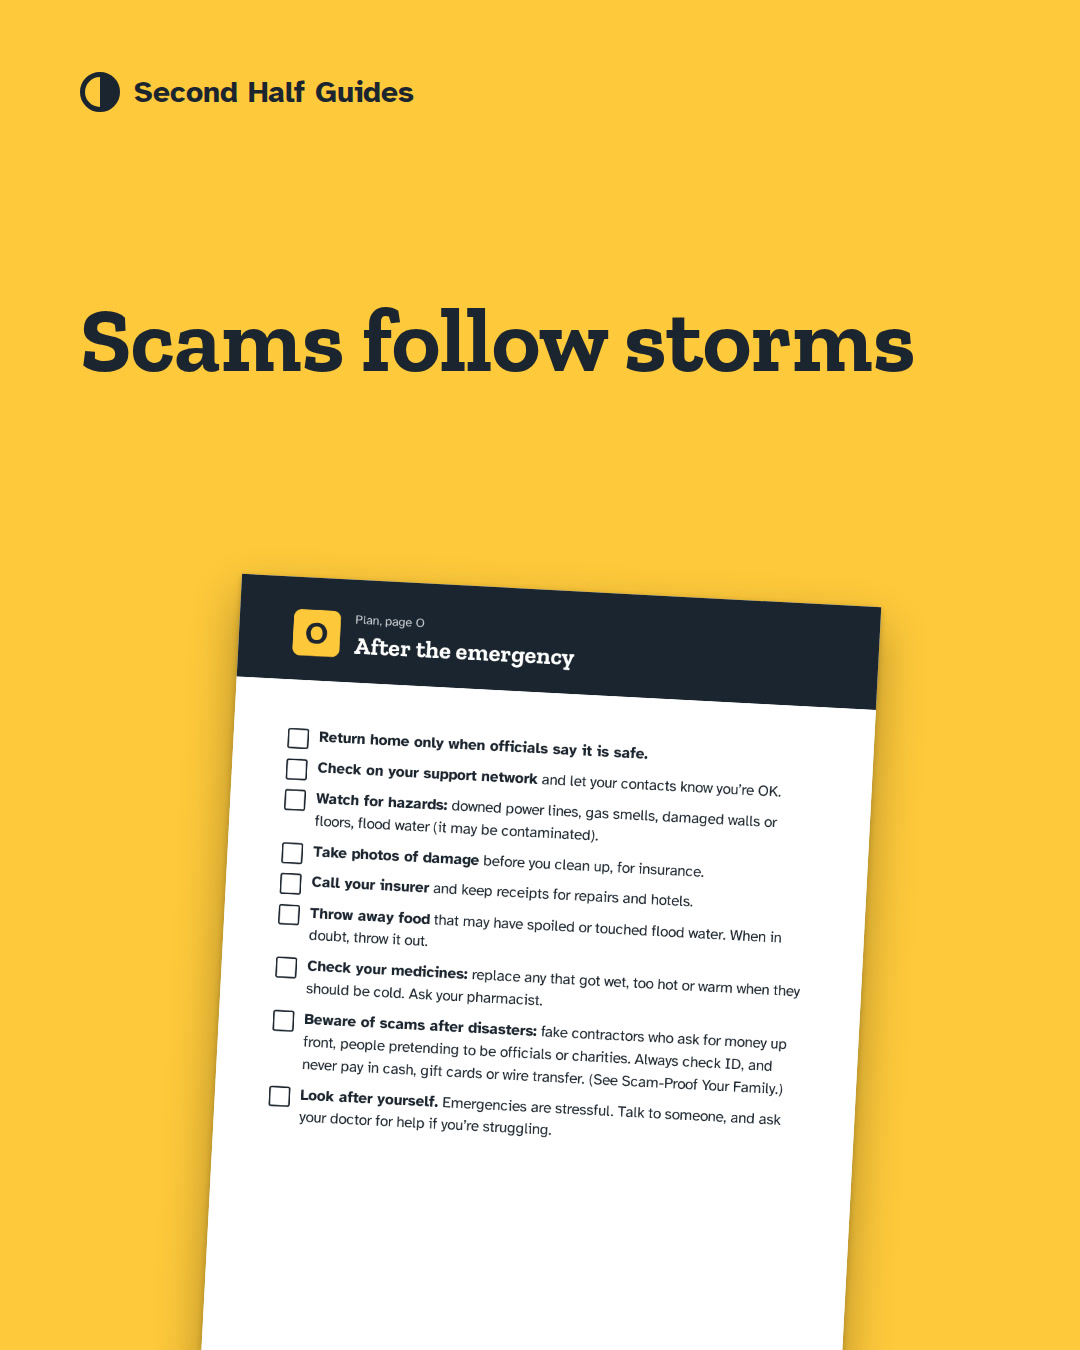 Second Half Guides
Scams follow storms
O
Plan, page O
After the emergency
Return home only when officials say it is safe.
Check on your support network and let your contacts know you’re OK.
Watch for hazards: downed power lines, gas smells, damaged walls or
floors, flood water (it may be contaminated).
Take photos of damage before you clean up, for insurance.
Call your insurer and keep receipts for repairs and hotels.
Throw away food that may have spoiled or touched flood water. When in
doubt, throw it out.
Check your medicines: replace any that got wet, too hot or warm when they
should be cold. Ask your pharmacist.
Beware of scams after disasters: fake contractors who ask for money up
front, people pretending to be officials or charities. Always check ID, and
never pay in cash, gift cards or wire transfer. (See Scam-Proof Your Family.)
Look after yourself. Emergencies are stressful. Talk to someone, and ask
your doctor for help if you’re struggling.